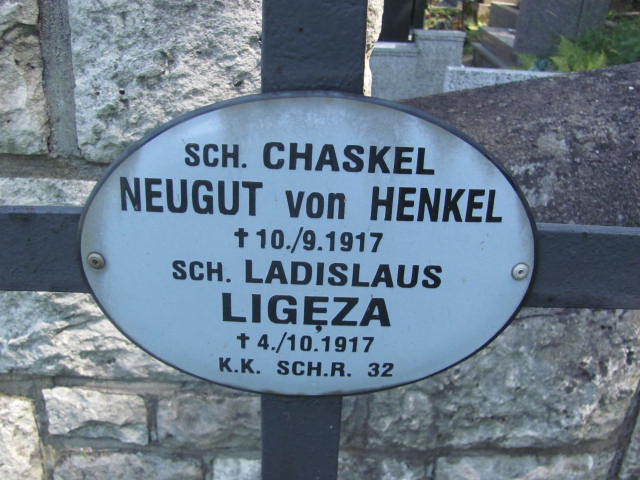 SCH. CHASKEL
NEUGUT von HENKEL
✝ 10./9.1917
SCH. LADISLAUS
LIGĘZA
✝ 4./10.1917
K.K. SCH.R. 32